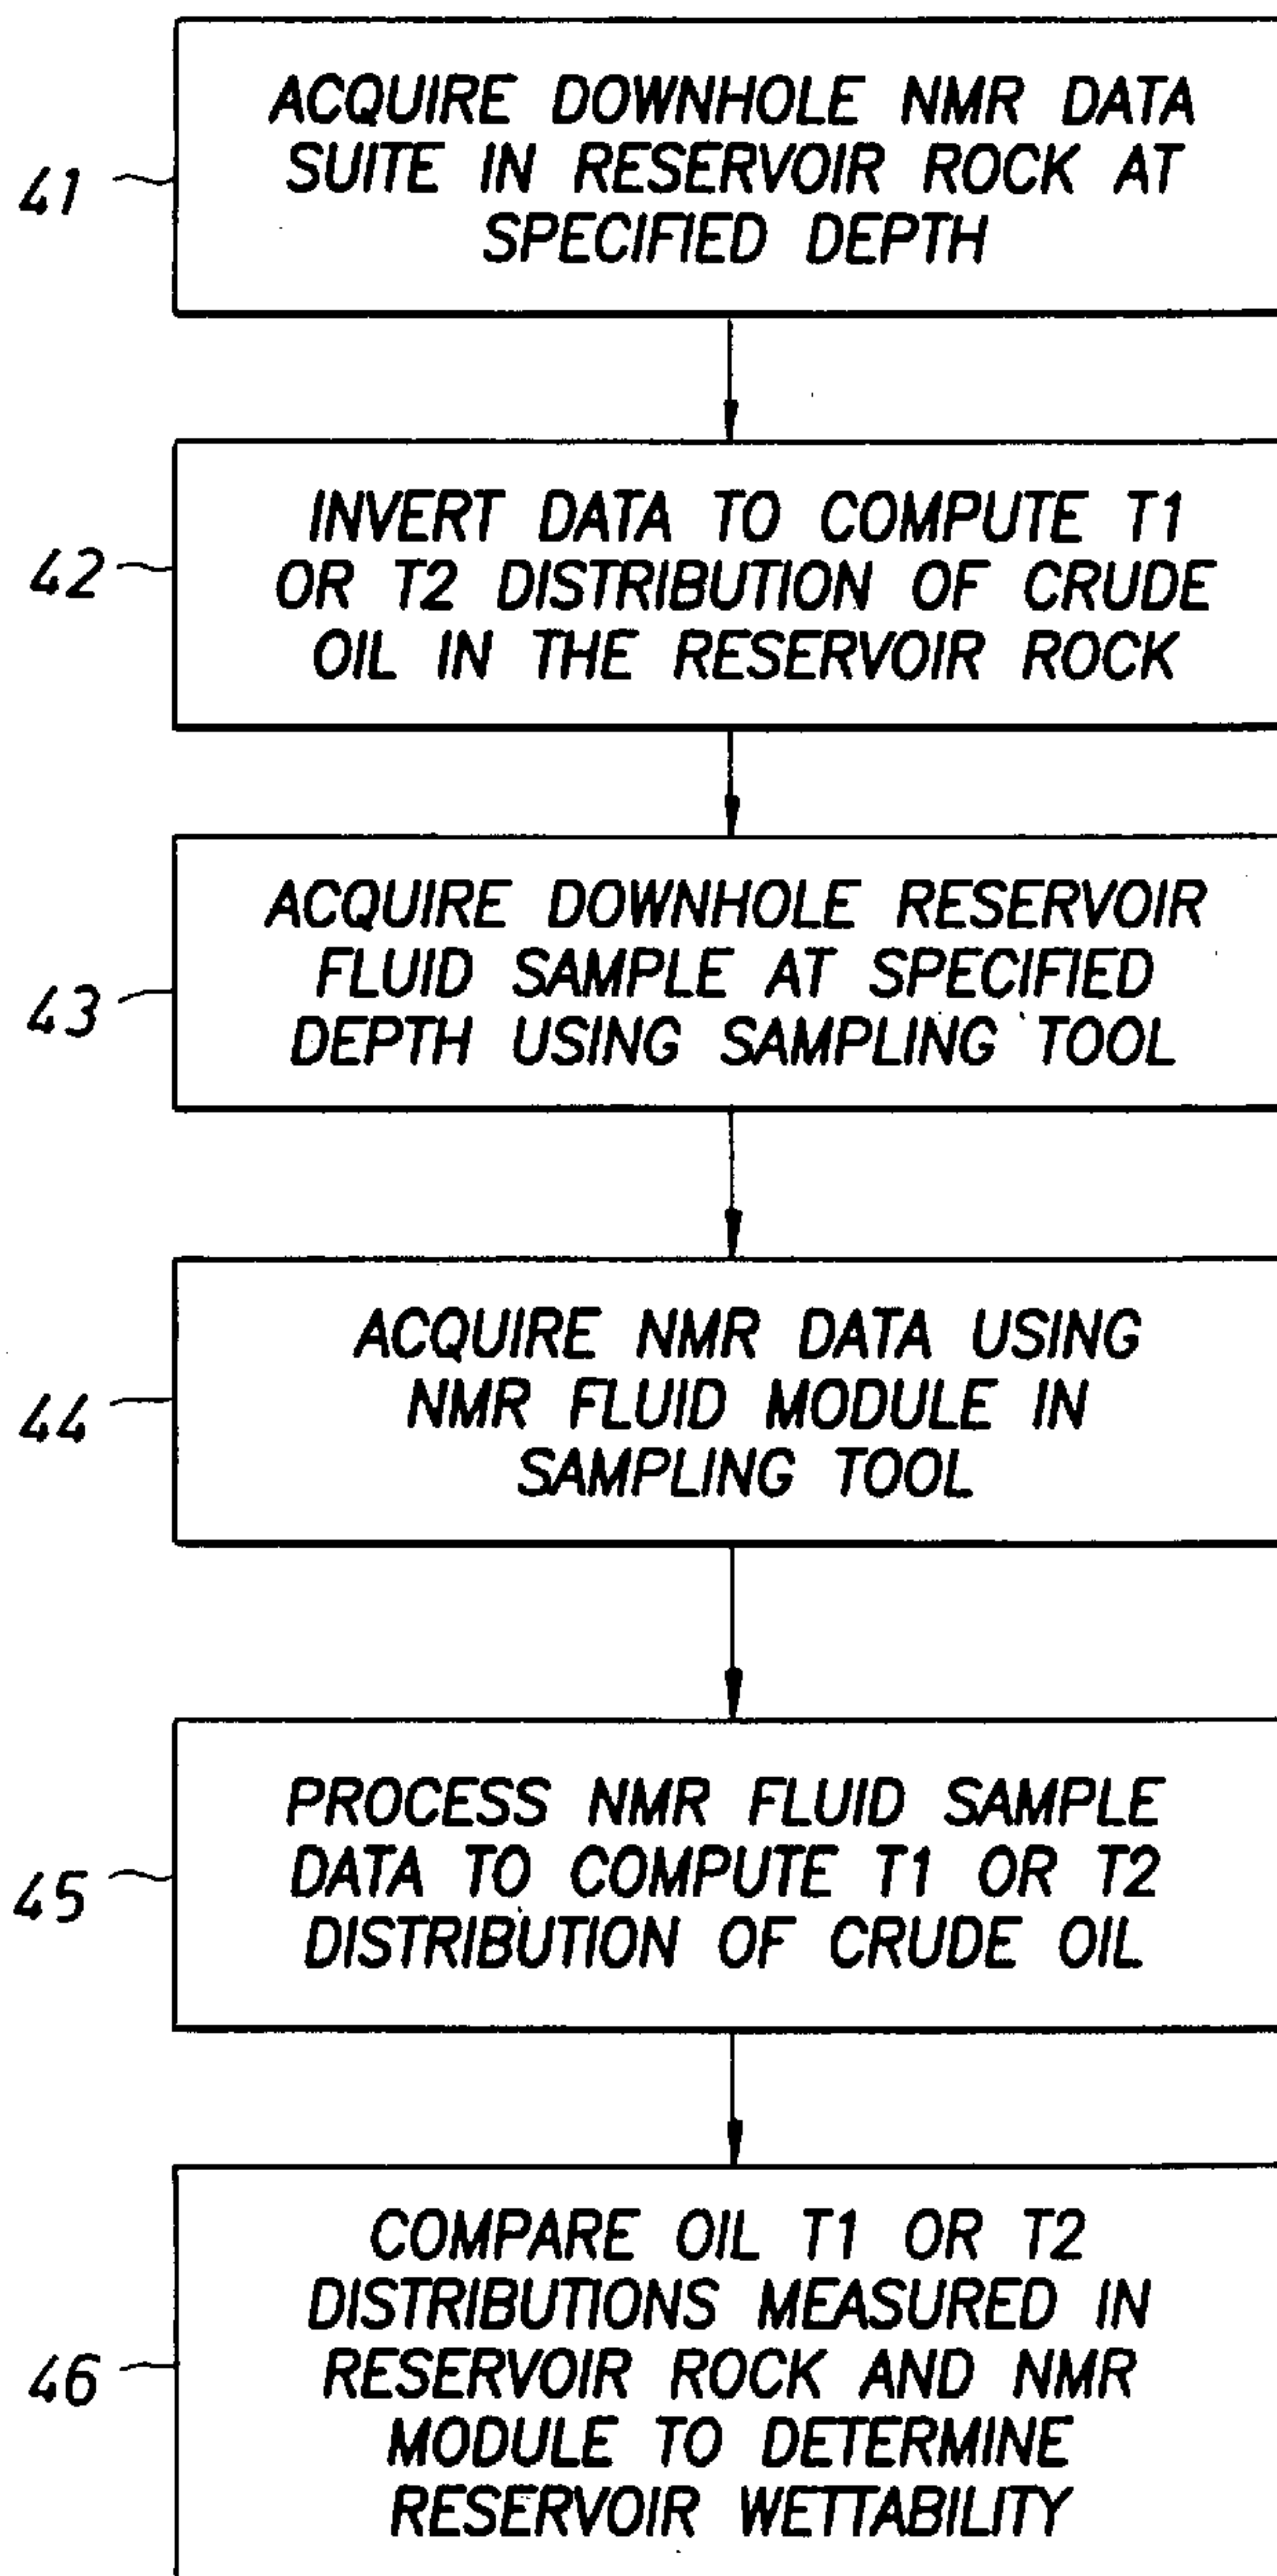 41
ACQUIRE DOWNHOLE NMR DATA
SUITE IN RESERVOIR ROCK AT
SPECIFIED DEPTH
42
INVERT DATA TO COMPUTE T1
OR T2 DISTRIBUTION OF CRUDE
OIL IN THE RESERVOIR ROCK
43
ACQUIRE DOWNHOLE RESERVOIR
FLUID SAMPLE AT SPECIFIED
DEPTH USING SAMPLING TOOL
44
ACQUIRE NMR DATA USING
NMR FLUID MODULE IN
SAMPLING TOOL
45
PROCESS NMR FLUID SAMPLE
DATA TO COMPUTE T1 OR T2
DISTRIBUTION OF CRUDE OIL
46
COMPARE OIL T1 OR T2
DISTRIBUTIONS MEASURED IN
RESERVOIR ROCK AND NMR
MODULE TO DETERMINE
RESERVOIR WETTABILITY